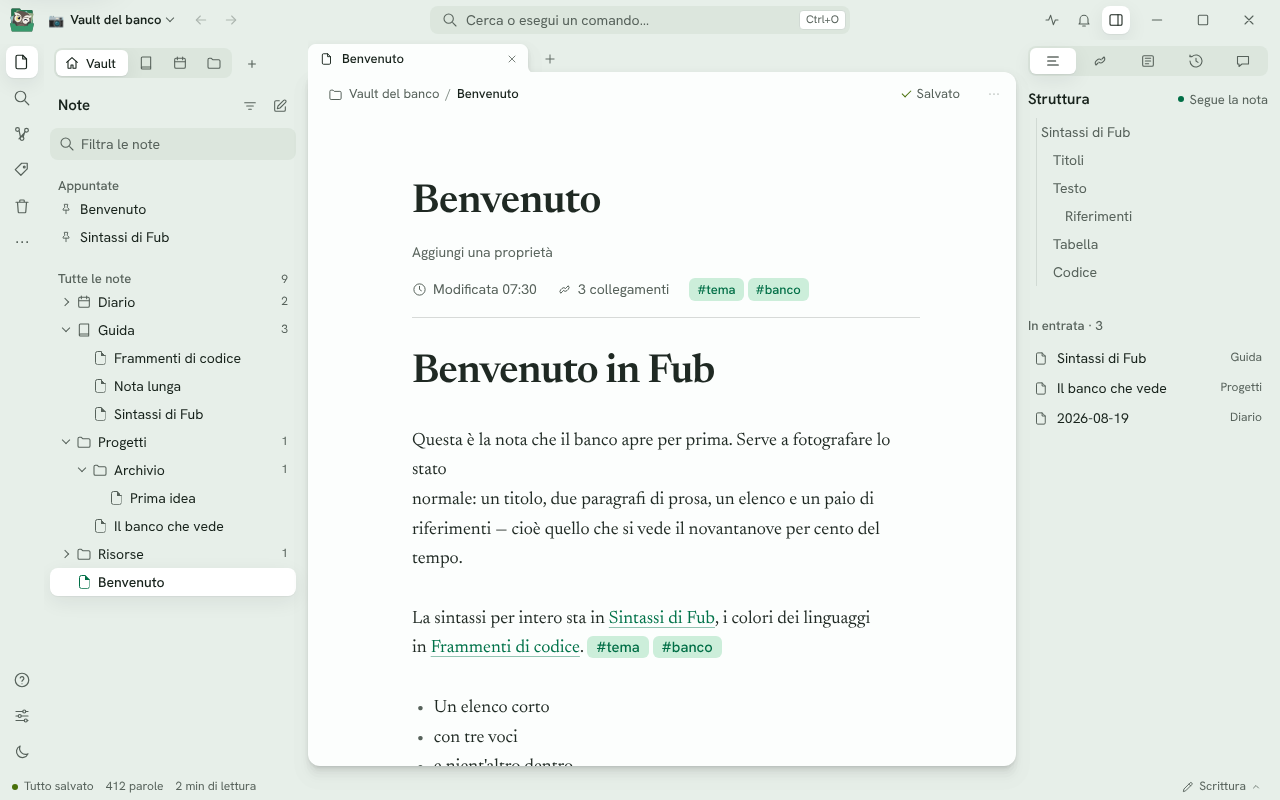 Vault del banco
Cerca o esegui un comando…
Ctrl+O
Vault
Benvenuto
Note
Filtra le note
Appuntate
Benvenuto
Sintassi di Fub
Tutte le note 9
Diario 2
Guida 3
Frammenti di codice
Nota lunga
Sintassi di Fub
Progetti 1
Archivio 1
Prima idea
Il banco che vede
Risorse 1
Benvenuto
Vault del banco / Benvenuto
Salvato
Benvenuto
Aggiungi una proprietà
Modificata 07:30 3 collegamenti #tema #banco
Benvenuto in Fub
Questa è la nota che il banco apre per prima. Serve a fotografare lo
stato
normale: un titolo, due paragrafi di prosa, un elenco e un paio di
riferimenti — cioè quello che si vede il novantanove per cento del
tempo.
La sintassi per intero sta in Sintassi di Fub, i colori dei linguaggi
in Frammenti di codice. #tema #banco
• Un elenco corto
• con tre voci
• e nient'altro dentro
Struttura
Segue la nota
Sintassi di Fub
Titoli
Testo
Riferimenti
Tabella
Codice
In entrata · 3
Sintassi di Fub Guida
Il banco che vede Progetti
2026-08-19 Diario
Tutto salvato 412 parole 2 min di lettura
Scrittura